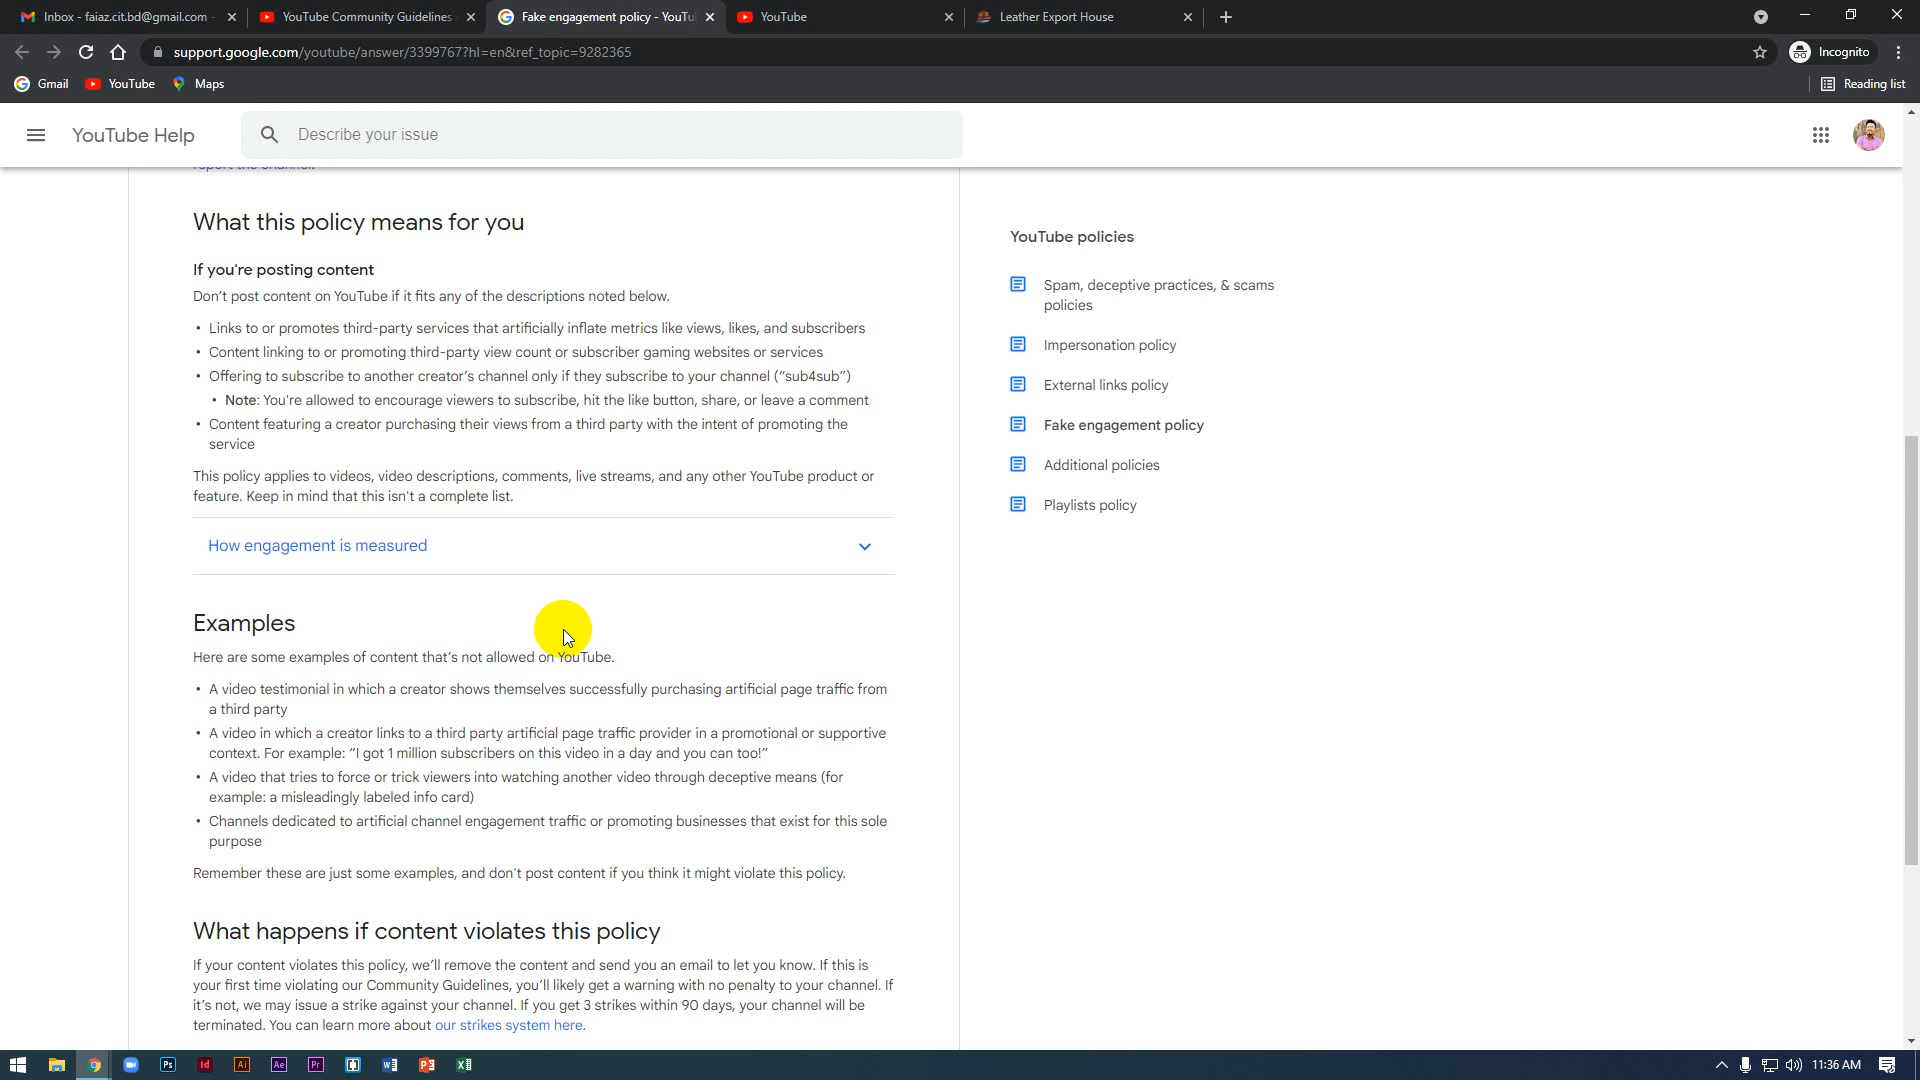 Inbox - faiaz.cit.bd@gmail.com -
YouTube Community Guidelines
Fake engagement policy - YouTu
YouTube
Leather Export House
support.google.com/youtube/answer/3399767?hl=en&ref_topic=9282365
Incognito
Gmail
YouTube
Maps
Reading list
YouTube Help
Describe your issue
report the channel.
What this policy means for you
If you're posting content
Don’t post content on YouTube if it fits any of the descriptions noted below.
• Links to or promotes third-party services that artificially inflate metrics like views, likes, and subscribers
• Content linking to or promoting third-party view count or subscriber gaming websites or services
• Offering to subscribe to another creator’s channel only if they subscribe to your channel (“sub4sub”)
• Note: You're allowed to encourage viewers to subscribe, hit the like button, share, or leave a comment
• Content featuring a creator purchasing their views from a third party with the intent of promoting the
service
This policy applies to videos, video descriptions, comments, live streams, and any other YouTube product or
feature. Keep in mind that this isn't a complete list.
How engagement is measured
Examples
Here are some examples of content that’s not allowed on YouTube.
• A video testimonial in which a creator shows themselves successfully purchasing artificial page traffic from
a third party
• A video in which a creator links to a third party artificial page traffic provider in a promotional or supportive
context. For example: “I got 1 million subscribers on this video in a day and you can too!”
• A video that tries to force or trick viewers into watching another video through deceptive means (for
example: a misleadingly labeled info card)
• Channels dedicated to artificial channel engagement traffic or promoting businesses that exist for this sole
purpose
Remember these are just some examples, and don't post content if you think it might violate this policy.
What happens if content violates this policy
If your content violates this policy, we’ll remove the content and send you an email to let you know. If this is
your first time violating our Community Guidelines, you’ll likely get a warning with no penalty to your channel. If
it’s not, we may issue a strike against your channel. If you get 3 strikes within 90 days, your channel will be
terminated. You can learn more about our strikes system here.
YouTube policies
Spam, deceptive practices, & scams
policies
Impersonation policy
External links policy
Fake engagement policy
Additional policies
Playlists policy
Ps
Id
Ai
Ae
Pr
11:36 AM